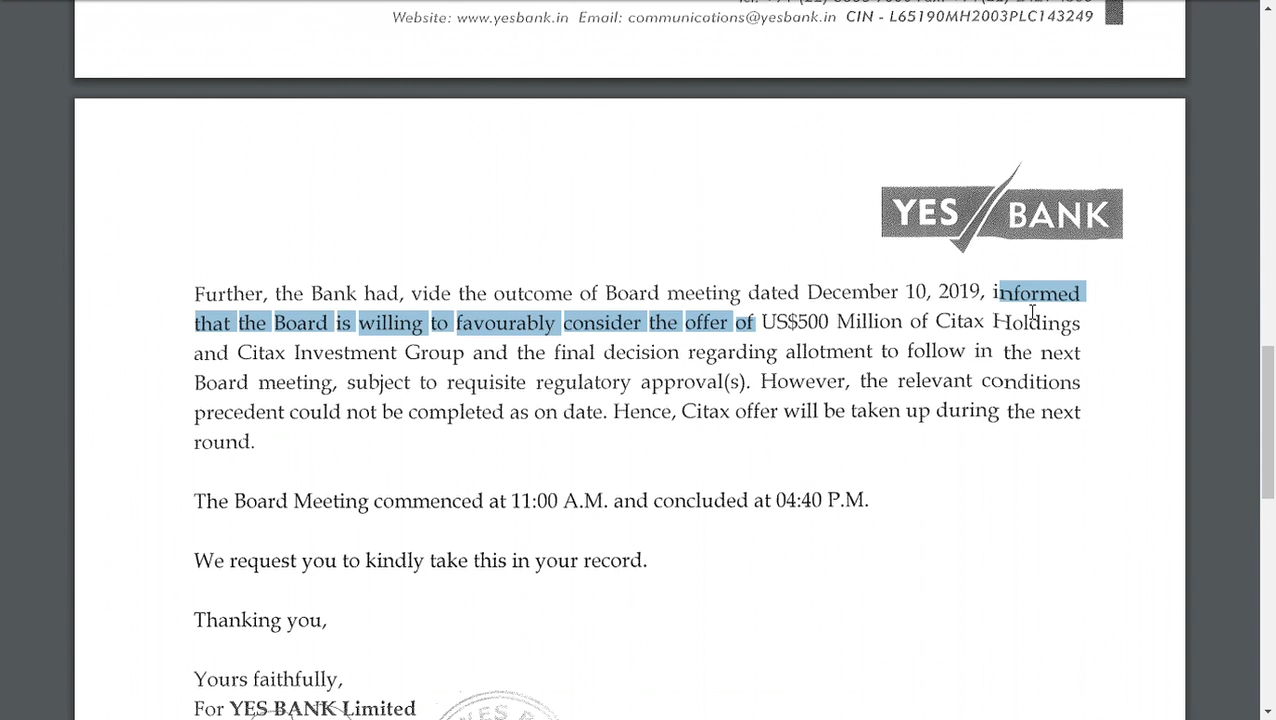 Website: www.yesbank.in Email: communications@yesbank.in CIN - L65190MH2003PLC143249
YES BANK
Further, the Bank had, vide the outcome of Board meeting dated December 10, 2019, informed
that the Board is willing to favourably consider the offer of US$500 Million of Citax Holdings
and Citax Investment Group and the final decision regarding allotment to follow in the next
Board meeting, subject to requisite regulatory approval(s). However, the relevant conditions
precedent could not be completed as on date. Hence, Citax offer will be taken up during the next
round.
The Board Meeting commenced at 11:00 A.M. and concluded at 04:40 P.M.
We request you to kindly take this in your record.
Thanking you,
Yours faithfully,
For YES BANK Limited
YES B